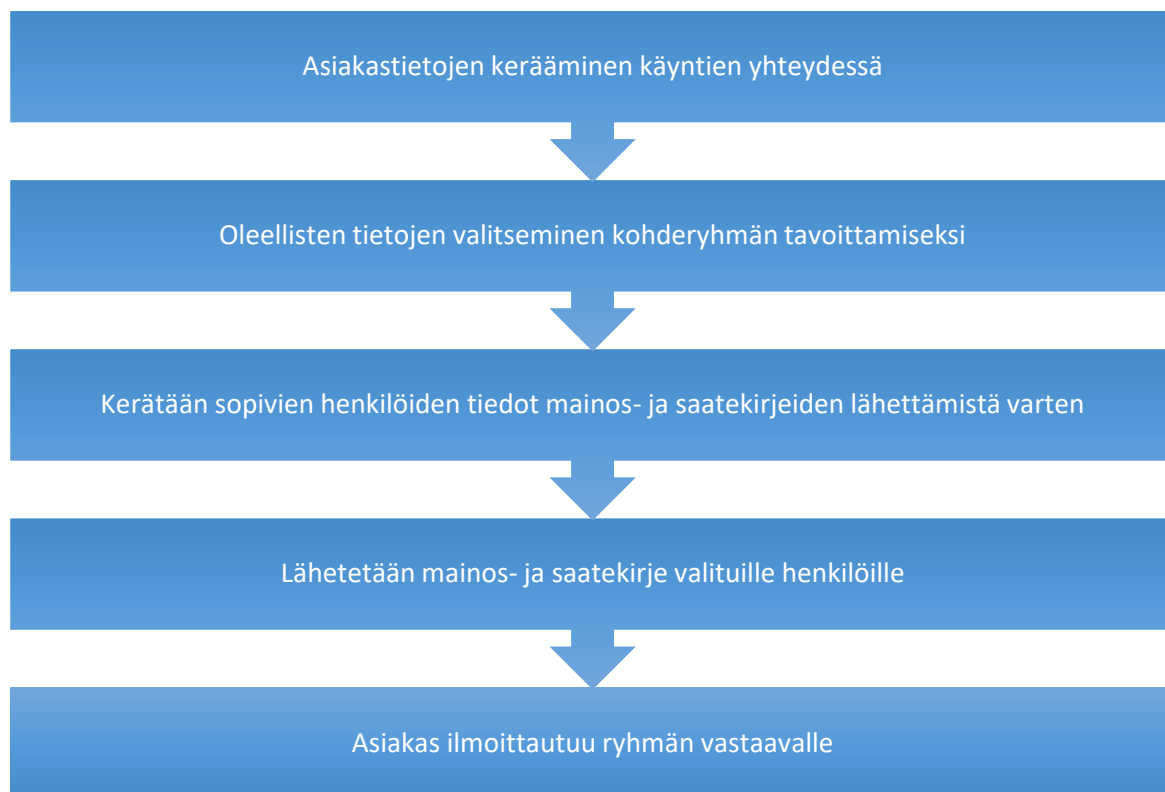 Asiakastietojen kerääminen käyntien yhteydessä
Oleellisten tietojen valitseminen kohderyhmän tavoittamiseksi
Kerätään sopivien henkilöiden tiedot mainos- ja saatekirjeiden lähettämistä varten
Lähetetään mainos- ja saatekirje valituille henkilöille
Asiakas ilmoittautuu ryhmän vastaavalle